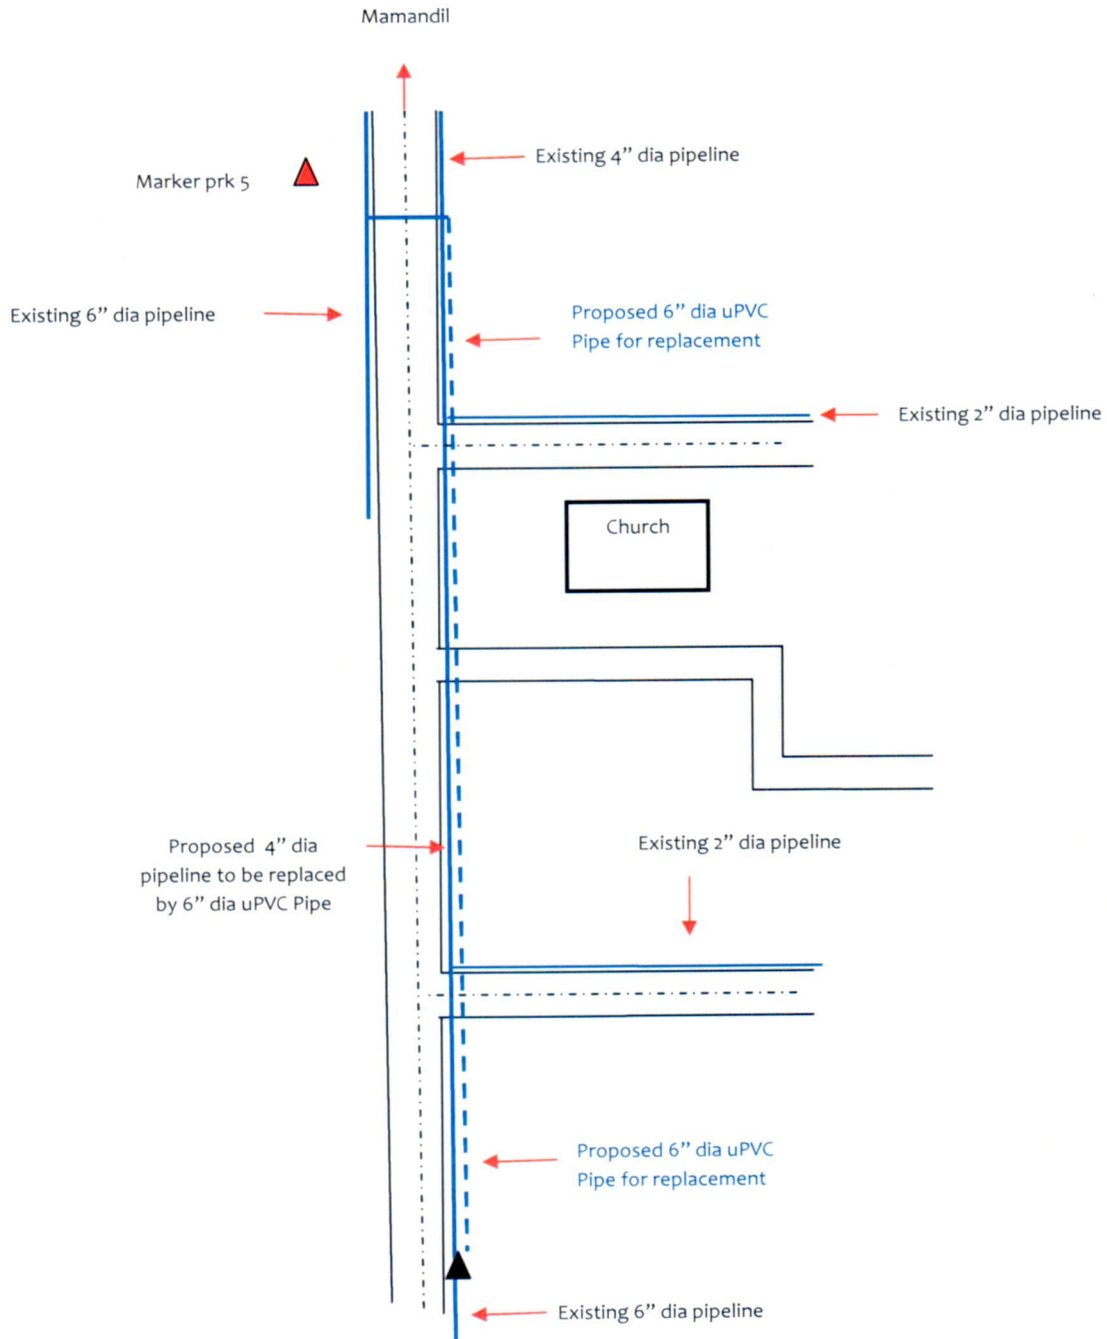 Mamandil
Existing 4” dia pipeline
Marker prk 5
Existing 6” dia pipeline
Proposed 6” dia uPVC
Pipe for replacement
Existing 2” dia pipeline
Church
Proposed 4” dia
pipeline to be replaced
by 6” dia uPVC Pipe
Existing 2” dia pipeline
Proposed 6” dia uPVC
Pipe for replacement
Existing 6” dia pipeline